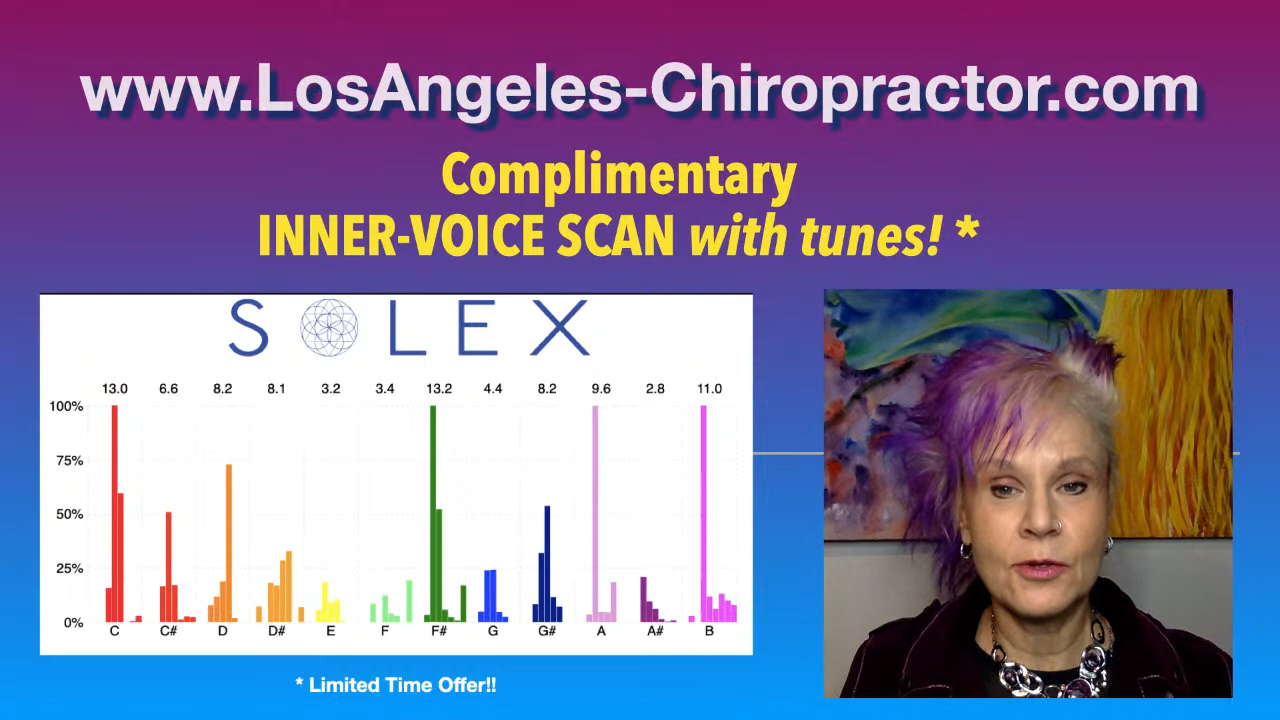 www.LosAngeles-Chiropractor.com
Complimentary
INNER-VOICE SCAN with tunes! *
SOLEX
13.0 6.6 8.2 8.1 3.2 3.4 13.2 4.4 8.2 9.6 2.8 11.0
100%
75%
50%
25%
0%
C C# D D# E F F# G G# A A# B
* Limited Time Offer!!